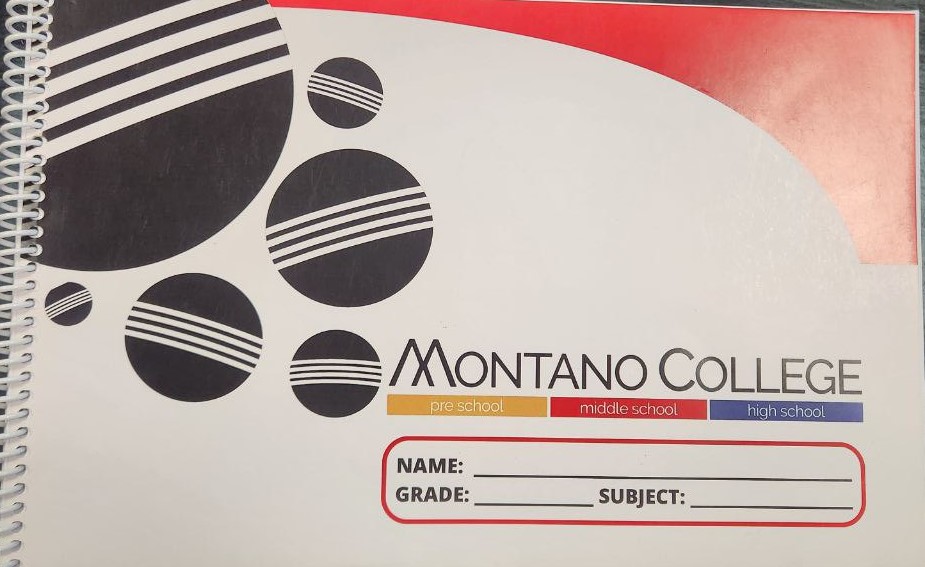 MONTANO COLLEGE
pre school middle school high school
NAME:
GRADE: SUBJECT: